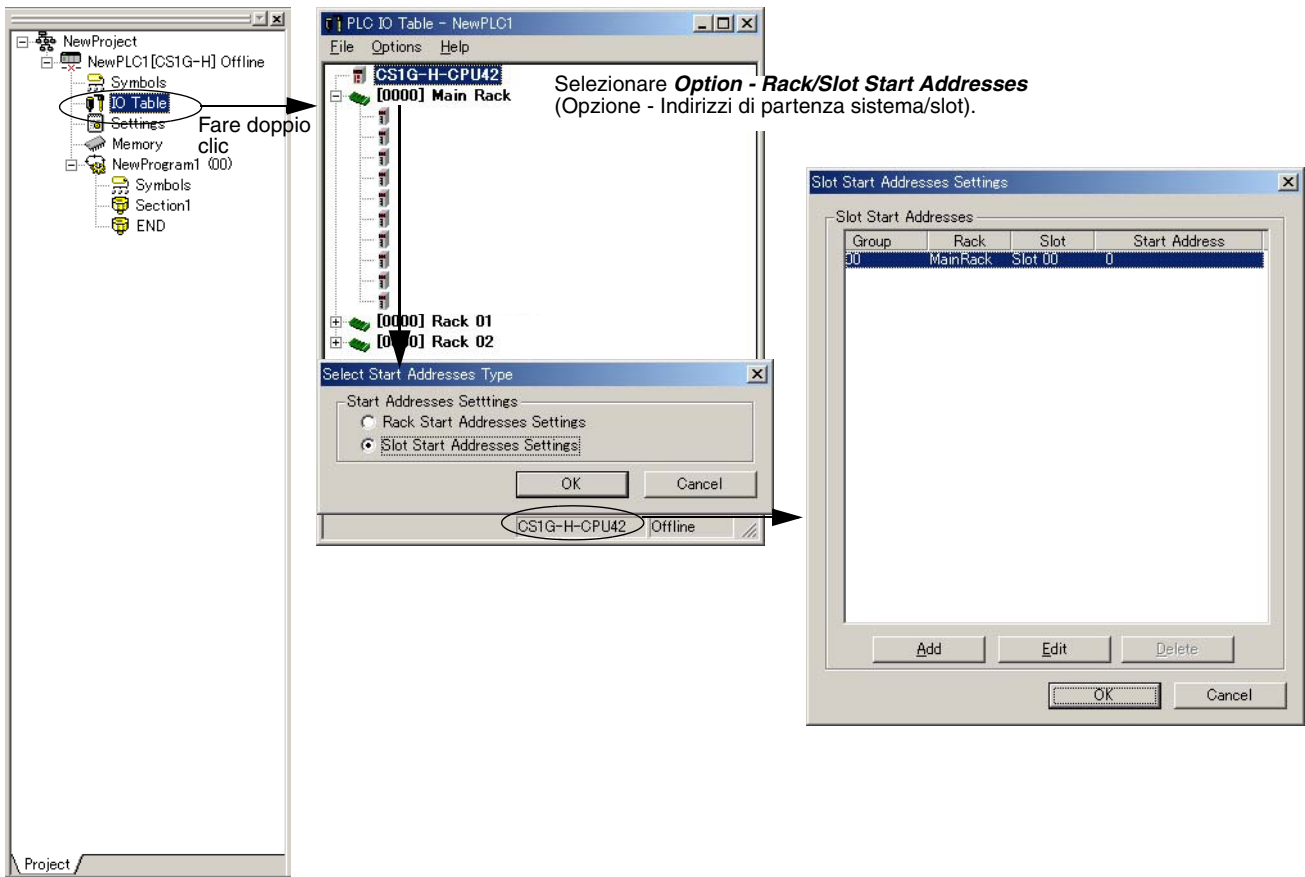 NewProject
NewPLC1[CS1G-H] Offline
Symbols
IO Table
Settings
Memory
NewProgram1 (00)
Symbols
Section1
END
Project
Fare doppio
clic
PLC IO Table - NewPLC1
File Options Help
CS1G-H-CPU42
[0000] Main Rack
[0000] Rack 01
[0000] Rack 02
Selezionare Option - Rack/Slot Start Addresses
(Opzione - Indirizzi di partenza sistema/slot).
Select Start Addresses Type
Start Addresses Setttings
Rack Start Addresses Settings
Slot Start Addresses Settings
OK Cancel
CS1G-H-CPU42 Offline
Slot Start Addresses Settings
Slot Start Addresses
Group Rack Slot Start Address
00 MainRack Slot 00 0
Add Edit Delete
OK Cancel